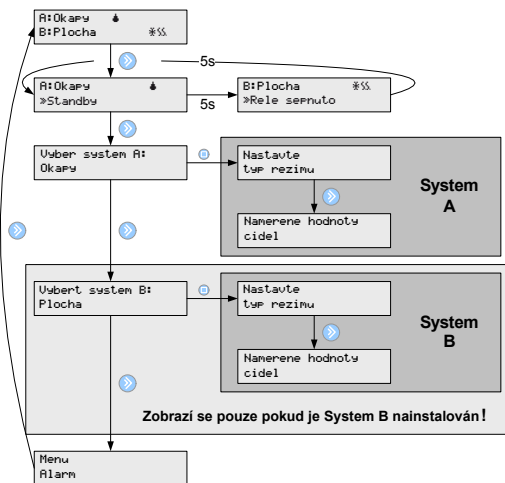 A:Okapy
B:Plocha
5s
A:Okapy
»Standby
5s
B:Plocha
»Rele sepnuto
Vyber system A:
Okapy
Nastavte
typ rezimu
System
A
Namerene hodnoty
cidel
Vybert system B:
Plocha
Nastavte
typ rezimu
System
B
Namerene hodnoty
cidel
Zobrazí se pouze pokud je System B nainstalován!
Menu
Alarm